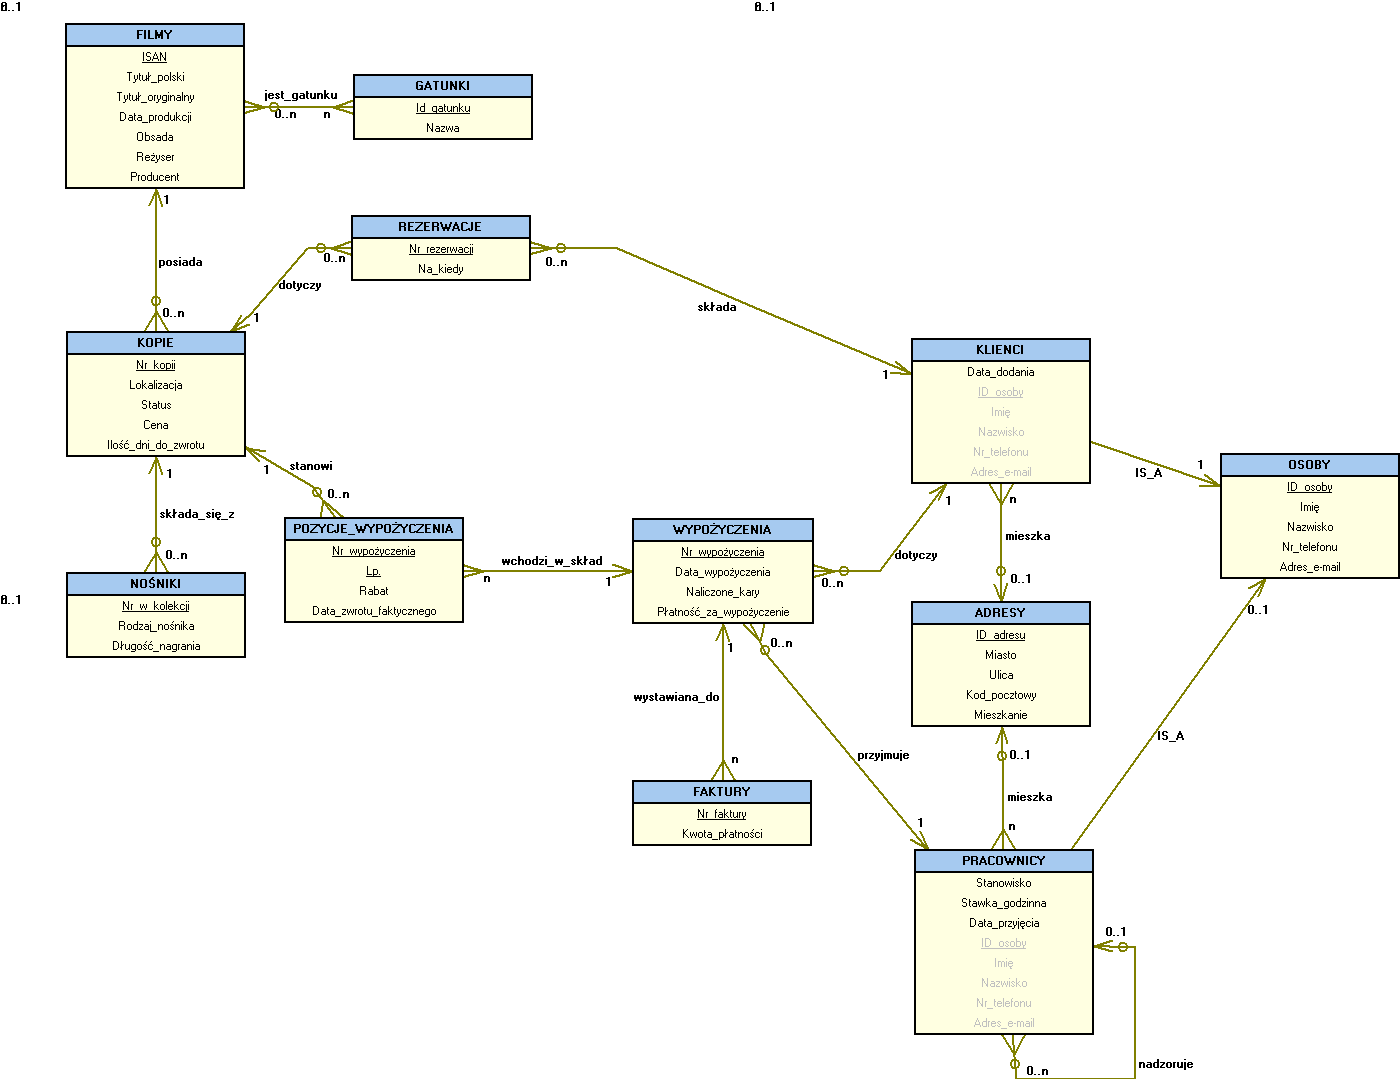 0..1
0..1
FILMY
ISAN
Tytuł_polski
Tytuł_oryginalny
Data_produkcji
Obsada
Reżyser
Producent
jest_gatunku
0..n
n
GATUNKI
Id_gatunku
Nazwa
1
posiada
0..n
REZERWACJE
Nr_rezerwacji
Na_kiedy
0..n
dotyczy
1
0..n
składa
1
KOPIE
Nr_kopii
Lokalizacja
Status
Cena
Ilość_dni_do_zwrotu
KLIENCI
Data_dodania
ID_osoby
Imię
Nazwisko
Nr_telefonu
Adres_e-mail
1
IS_A
OSOBY
ID_osoby
Imię
Nazwisko
Nr_telefonu
Adres_e-mail
1
stanowi
0..n
1
składa_się_z
0..n
NOŚNIKI
Nr_w_kolekcji
Rodzaj_nośnika
Długość_nagrania
0..1
POZYCJE_WYPOŻYCZENIA
Nr_wypożyczenia
Lp.
Rabat
Data_zwrotu_faktycznego
n
wchodzi_w_skład
1
WYPOŻYCZENIA
Nr_wypożyczenia
Data_wypożyczenia
Naliczone_kary
Płatność_za_wypożyczenie
0..n
dotyczy
1
n
mieszka
0..1
ADRESY
ID_adresu
Miasto
Ulica
Kod_pocztowy
Mieszkanie
0..1
IS_A
1
wystawiana_do
n
FAKTURY
Nr_faktury
Kwota_płatności
0..n
przyjmuje
1
0..1
mieszka
n
PRACOWNICY
Stanowisko
Stawka_godzinna
Data_przyjęcia
ID_osoby
Imię
Nazwisko
Nr_telefonu
Adres_e-mail
0..1
nadzoruje
0..n